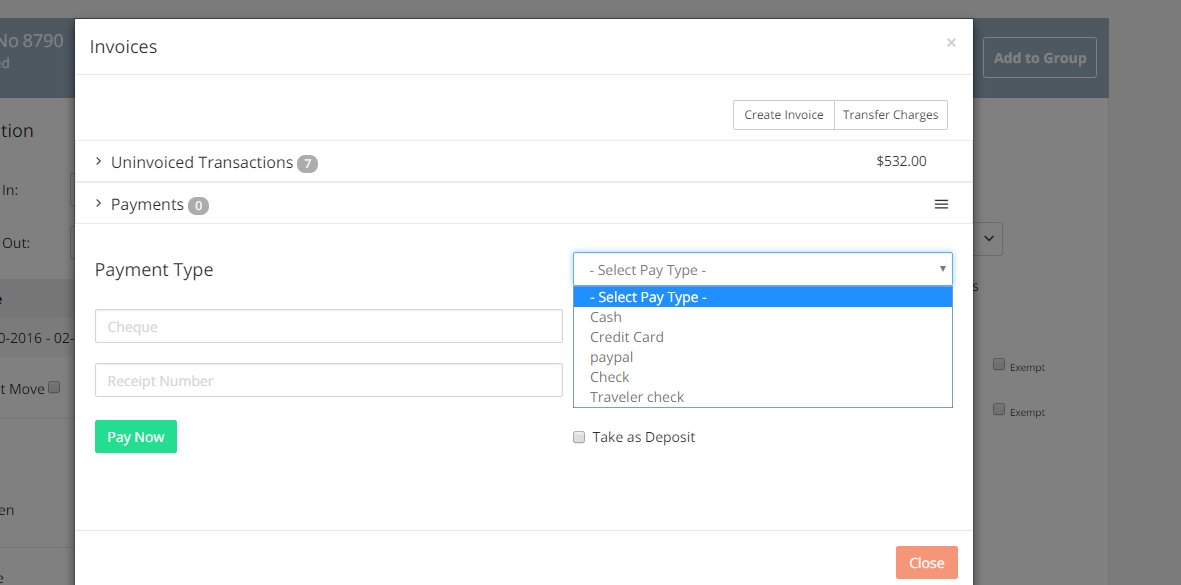 No 8790
Invoices
×
Add to Group
ed
tion
Create Invoice
Transfer Charges
Uninvoiced Transactions 7
$532.00
In:
Payments 0
Out:
Payment Type
- Select Pay Type -
- Select Pay Type -
Cash
Credit Card
paypal
Check
Traveler check
e
s
Cheque
0-2016 - 02-
Exempt
t Move
Receipt Number
Exempt
Pay Now
Take as Deposit
en
Close
e